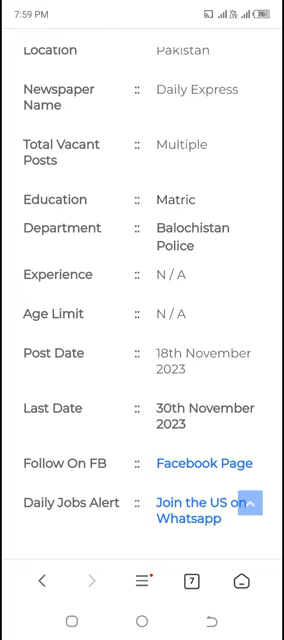 7:59 PM
Location Pakistan
Newspaper :: Daily Express
Name
Total Vacant :: Multiple
Posts
Education :: Matric
Department :: Balochistan
Police
Experience :: N / A
Age Limit :: N / A
Post Date :: 18th November
2023
Last Date :: 30th November
2023
Follow On FB :: Facebook Page
Daily Jobs Alert :: Join the US on
Whatsapp
7